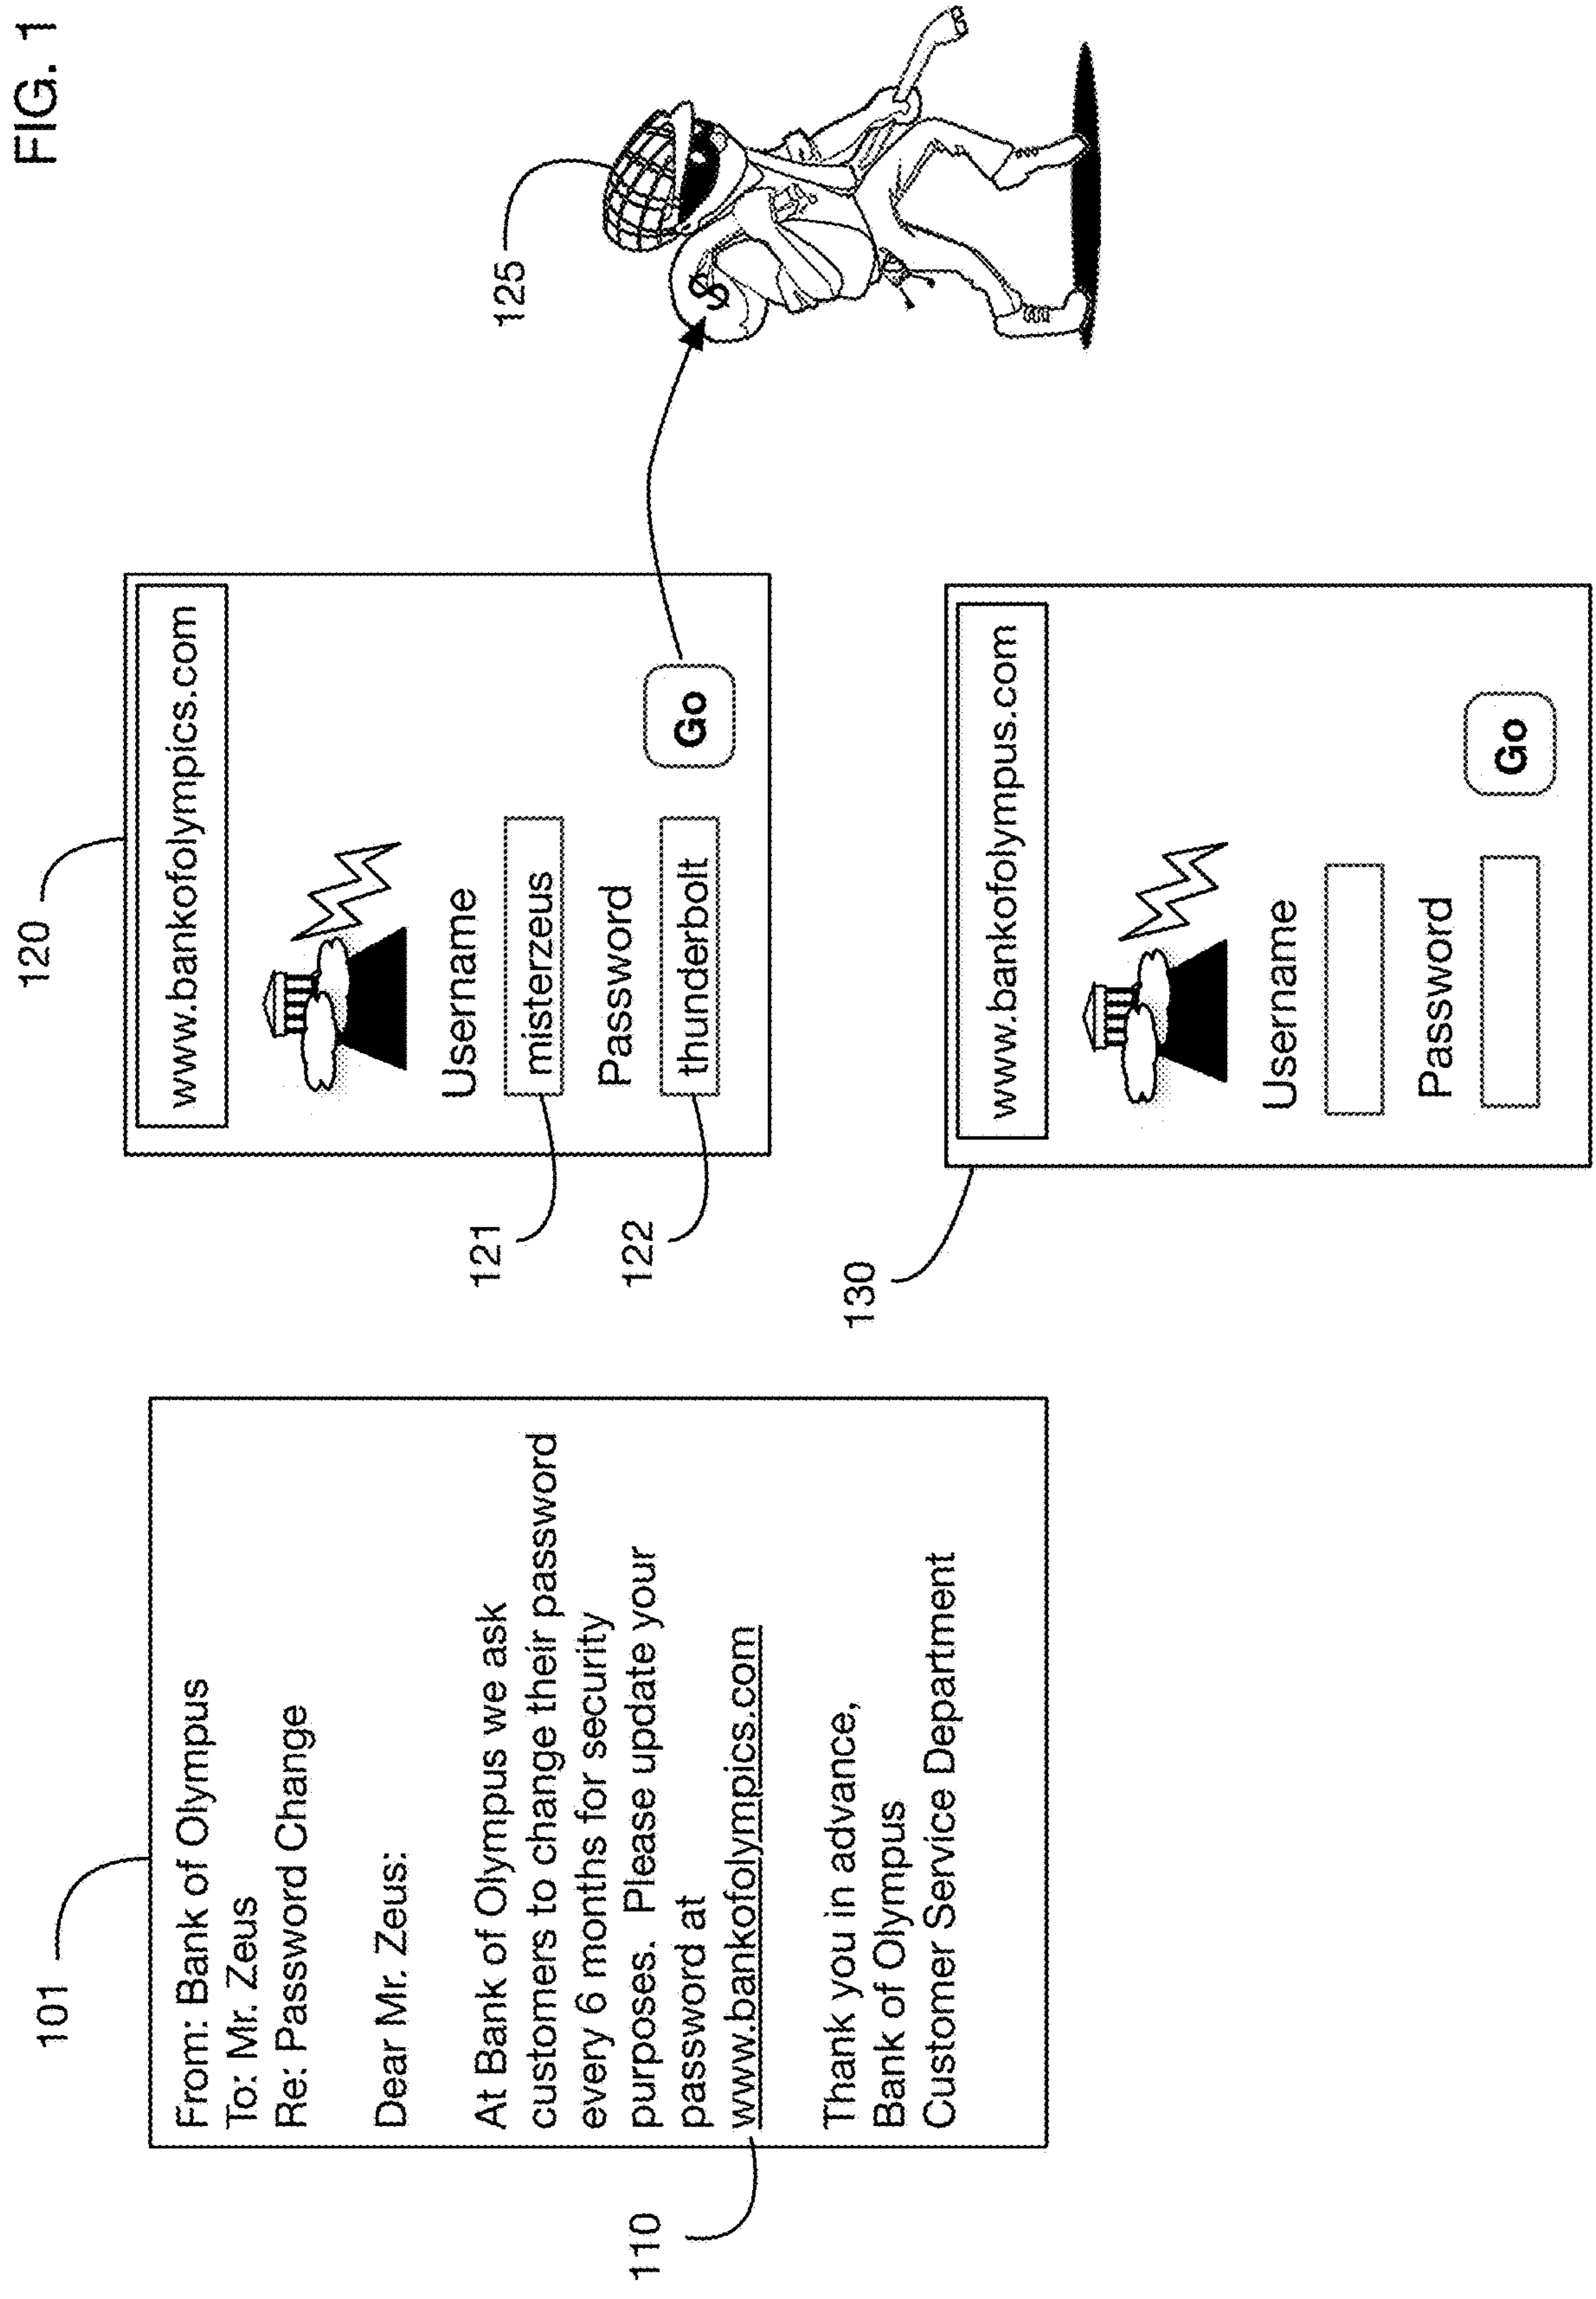 FIG. 1
101
From: Bank of Olympus
To: Mr. Zeus
Re: Password Change
Dear Mr. Zeus:
At Bank of Olympus we ask
customers to change their password
every 6 months for security
purposes. Please update your
password at
www.bankofolympics.com
Thank you in advance,
Bank of Olympus
Customer Service Department
110
120
www.bankofolympics.com
Username
misterzeus
Password
thunderbolt
Go
121
122
125
$
130
www.bankofolympus.com
Username
Password
Go